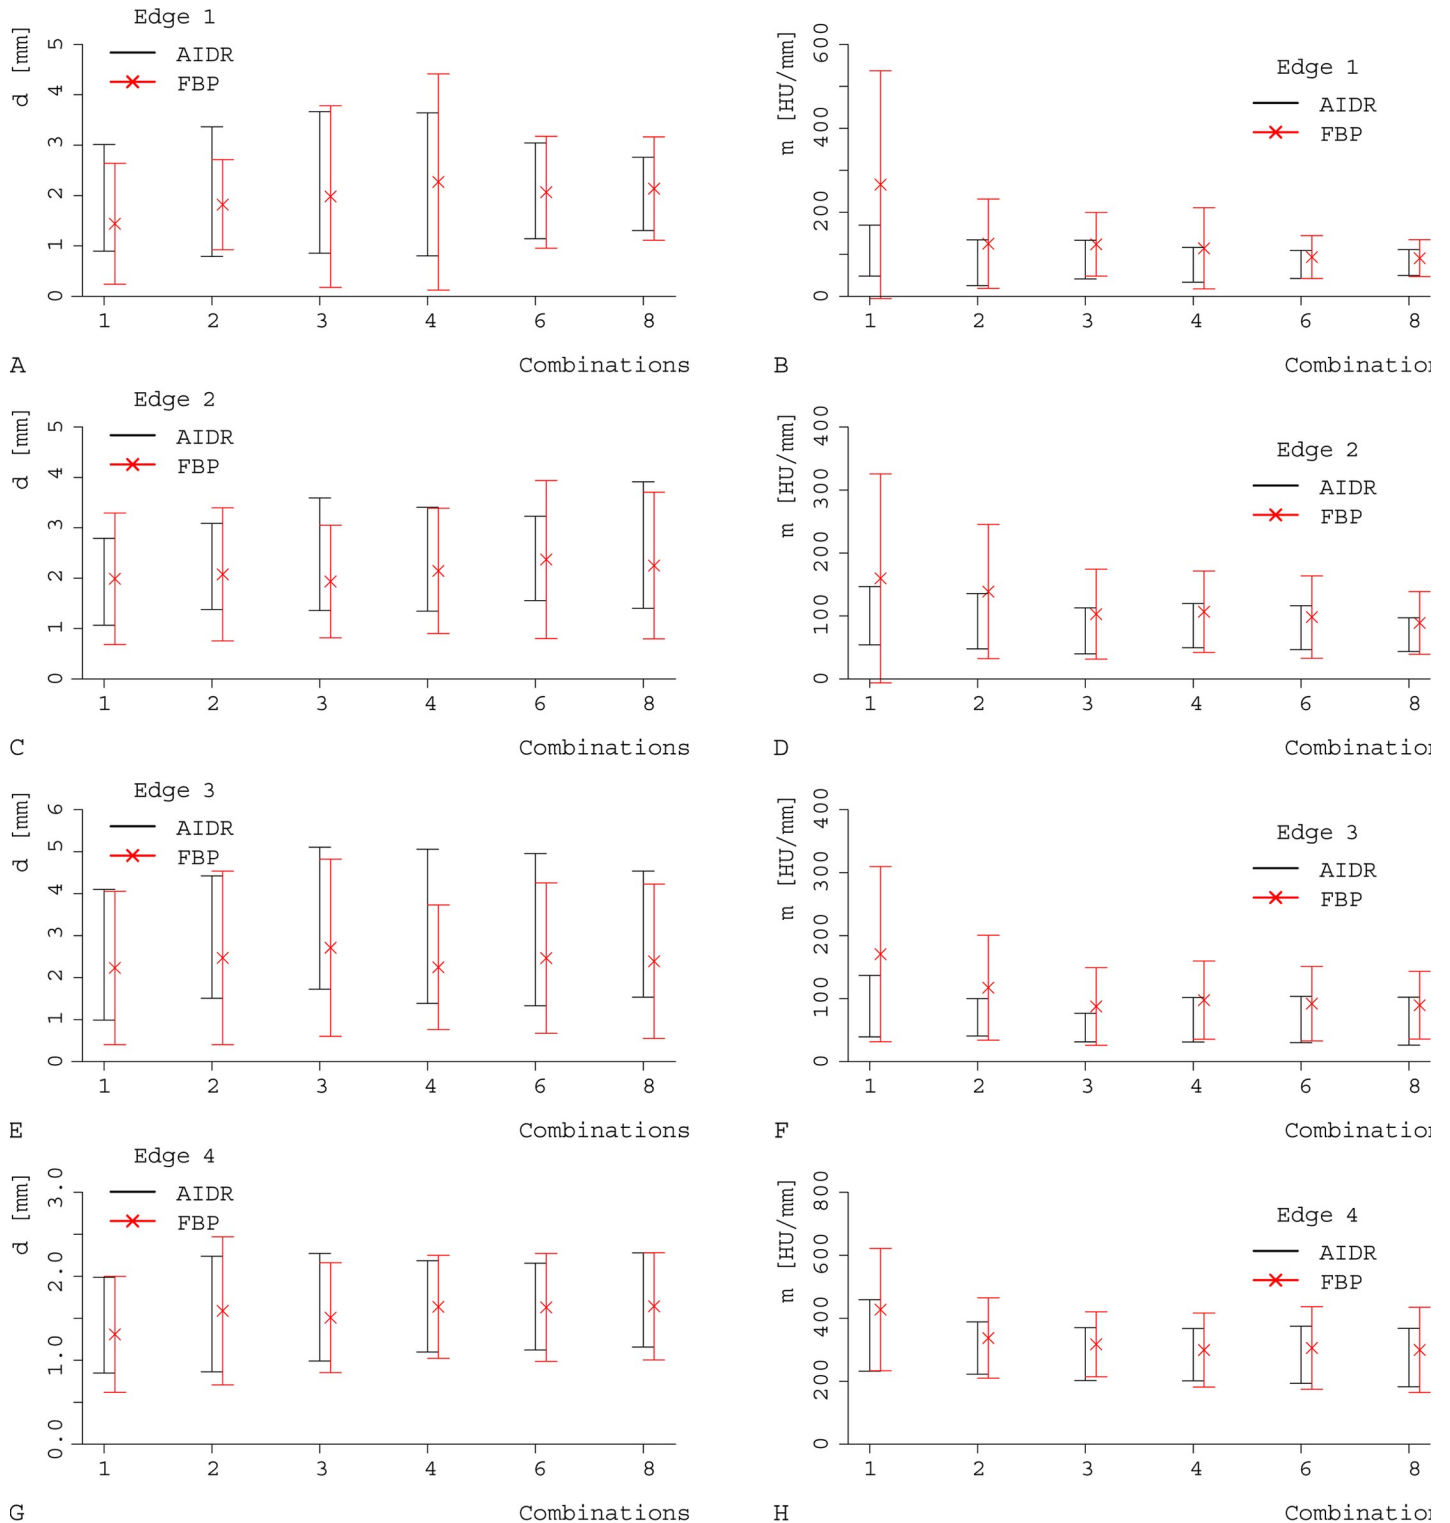 Edge 1
d [mm]
AIDR
FBP
5
4
3
2
1
0
1 2 3 4 6 8
A Combinations
Edge 1
m [HU/mm]
AIDR
FBP
600
400
200
0
1 2 3 4 6 8
B Combination
Edge 2
d [mm]
AIDR
FBP
5
4
3
2
1
0
1 2 3 4 6 8
C Combinations
Edge 2
m [HU/mm]
AIDR
FBP
400
300
200
100
0
1 2 3 4 6 8
D Combination
Edge 3
d [mm]
AIDR
FBP
6
5
4
3
2
1
0
1 2 3 4 6 8
E Combinations
Edge 3
m [HU/mm]
AIDR
FBP
400
300
200
100
0
1 2 3 4 6 8
F Combination
Edge 4
d [mm]
AIDR
FBP
3.0
2.0
1.0
0.0
1 2 3 4 6 8
G Combinations
Edge 4
m [HU/mm]
AIDR
FBP
800
600
400
200
0
1 2 3 4 6 8
H Combination